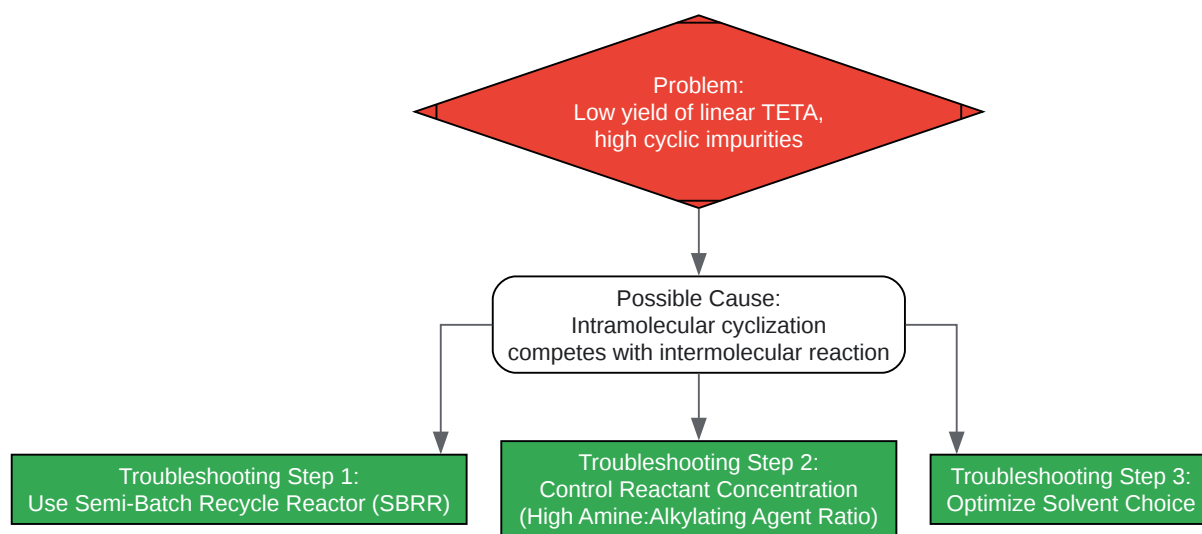 Problem:
Low yield of linear TETA,
high cyclic impurities
Possible Cause:
Intramolecular cyclization
competes with intermolecular reaction
Troubleshooting Step 1:
Use Semi-Batch Recycle Reactor (SBRR)
Troubleshooting Step 2:
Control Reactant Concentration
(High Amine:Alkylating Agent Ratio)
Troubleshooting Step 3:
Optimize Solvent Choice